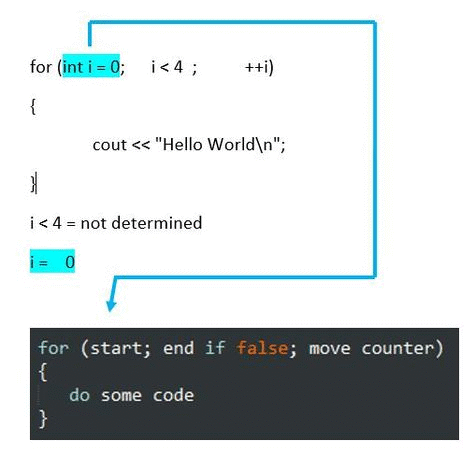 for (int i = 0; i < 4 ; ++i)
{
cout << "Hello World\n";
}
i < 4 = not determined
i = 0
for (start; end if false; move counter)
{
do some code
}